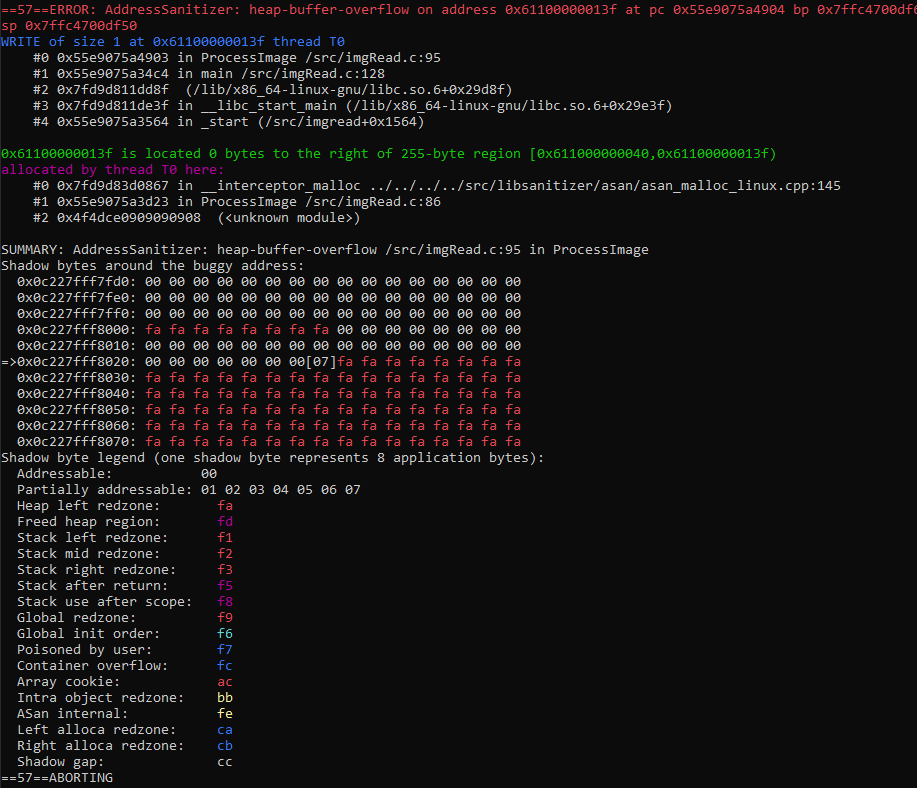 ==57==ERROR: AddressSanitizer: heap-buffer-overflow on address 0x61100000013f at pc 0x55e9075a4904 bp 0x7ffc4700df6
sp 0x7ffc4700df50
WRITE of size 1 at 0x61100000013f thread T0
    #0 0x55e9075a4903 in ProcessImage /src/imgRead.c:95
    #1 0x55e9075a34c4 in main /src/imgRead.c:128
    #2 0x7fd9d811dd8f  (/lib/x86_64-linux-gnu/libc.so.6+0x29d8f)
    #3 0x7fd9d811de3f in __libc_start_main (/lib/x86_64-linux-gnu/libc.so.6+0x29e3f)
    #4 0x55e9075a3564 in _start (/src/imgread+0x1564)

0x61100000013f is located 0 bytes to the right of 255-byte region [0x611000000040,0x61100000013f)
allocated by thread T0 here:
    #0 0x7fd9d83d0867 in __interceptor_malloc ../../../../src/libsanitizer/asan/asan_malloc_linux.cpp:145
    #1 0x55e9075a3d23 in ProcessImage /src/imgRead.c:86
    #2 0x4f4dce0909090908  (<unknown module>)

SUMMARY: AddressSanitizer: heap-buffer-overflow /src/imgRead.c:95 in ProcessImage
Shadow bytes around the buggy address:
  0x0c227fff7fd0: 00 00 00 00 00 00 00 00 00 00 00 00 00 00 00 00
  0x0c227fff7fe0: 00 00 00 00 00 00 00 00 00 00 00 00 00 00 00 00
  0x0c227fff7ff0: 00 00 00 00 00 00 00 00 00 00 00 00 00 00 00 00
  0x0c227fff8000: fa fa fa fa fa fa fa fa 00 00 00 00 00 00 00 00
  0x0c227fff8010: 00 00 00 00 00 00 00 00 00 00 00 00 00 00 00 00
=>0x0c227fff8020: 00 00 00 00 00 00 00[07]fa fa fa fa fa fa fa fa
  0x0c227fff8030: fa fa fa fa fa fa fa fa fa fa fa fa fa fa fa fa
  0x0c227fff8040: fa fa fa fa fa fa fa fa fa fa fa fa fa fa fa fa
  0x0c227fff8050: fa fa fa fa fa fa fa fa fa fa fa fa fa fa fa fa
  0x0c227fff8060: fa fa fa fa fa fa fa fa fa fa fa fa fa fa fa fa
  0x0c227fff8070: fa fa fa fa fa fa fa fa fa fa fa fa fa fa fa fa
Shadow byte legend (one shadow byte represents 8 application bytes):
  Addressable:           00
  Partially addressable: 01 02 03 04 05 06 07
  Heap left redzone:       fa
  Freed heap region:       fd
  Stack left redzone:      f1
  Stack mid redzone:       f2
  Stack right redzone:     f3
  Stack after return:      f5
  Stack use after scope:   f8
  Global redzone:          f9
  Global init order:       f6
  Poisoned by user:        f7
  Container overflow:      fc
  Array cookie:            ac
  Intra object redzone:    bb
  ASan internal:           fe
  Left alloca redzone:     ca
  Right alloca redzone:    cb
  Shadow gap:              cc
==57==ABORTING